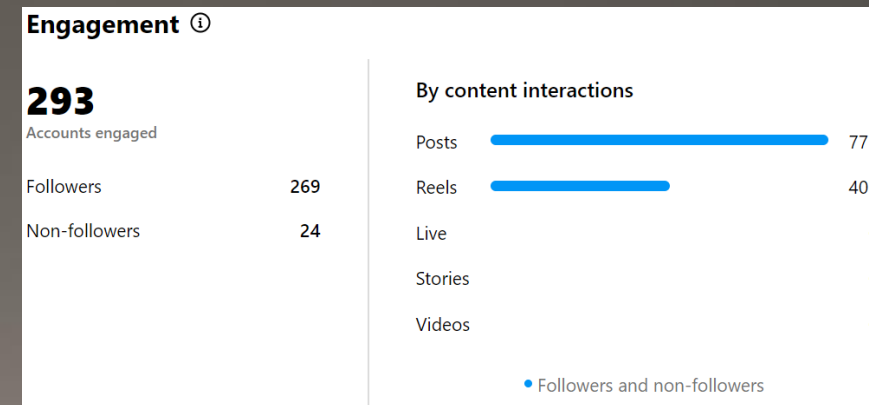 Engagement
293
Accounts engaged
Followers 269
Non-followers 24
By content interactions
Posts 77
Reels 40
Live
Stories
Videos
Followers and non-followers